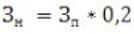 Зн = Зп * 0,2